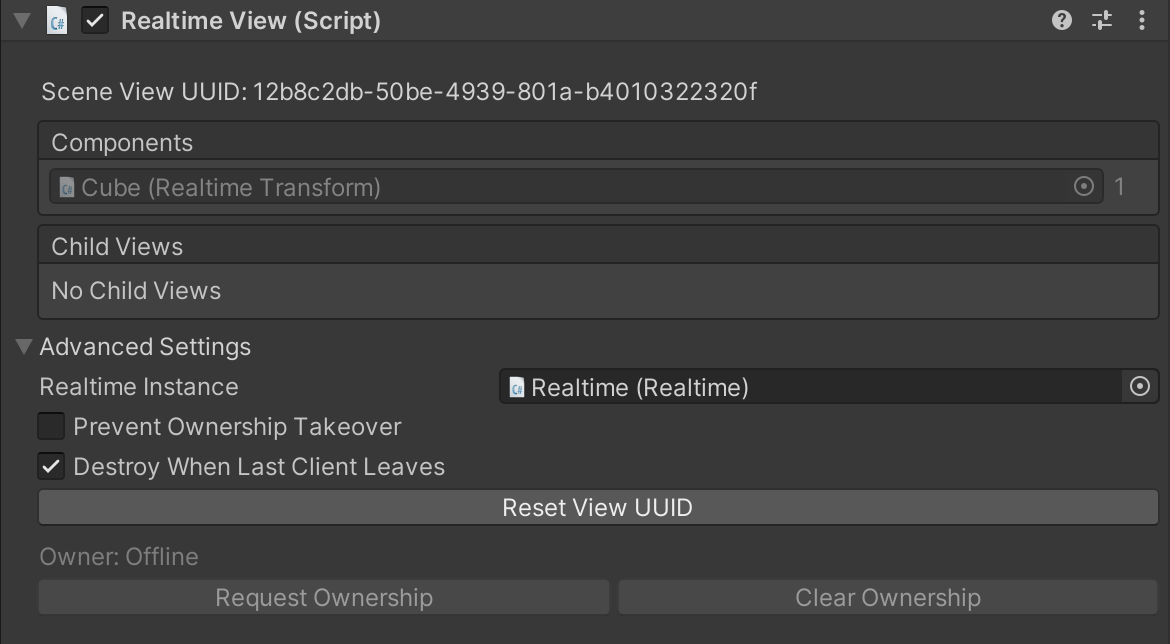 Realtime View (Script)
Scene View UUID: 12b8c2db-50be-4939-801a-b4010322320f
Components
Cube (Realtime Transform) 1
Child Views
No Child Views
Advanced Settings
Realtime Instance Realtime (Realtime)
Prevent Ownership Takeover
Destroy When Last Client Leaves
Reset View UUID
Owner: Offline
Request Ownership Clear Ownership